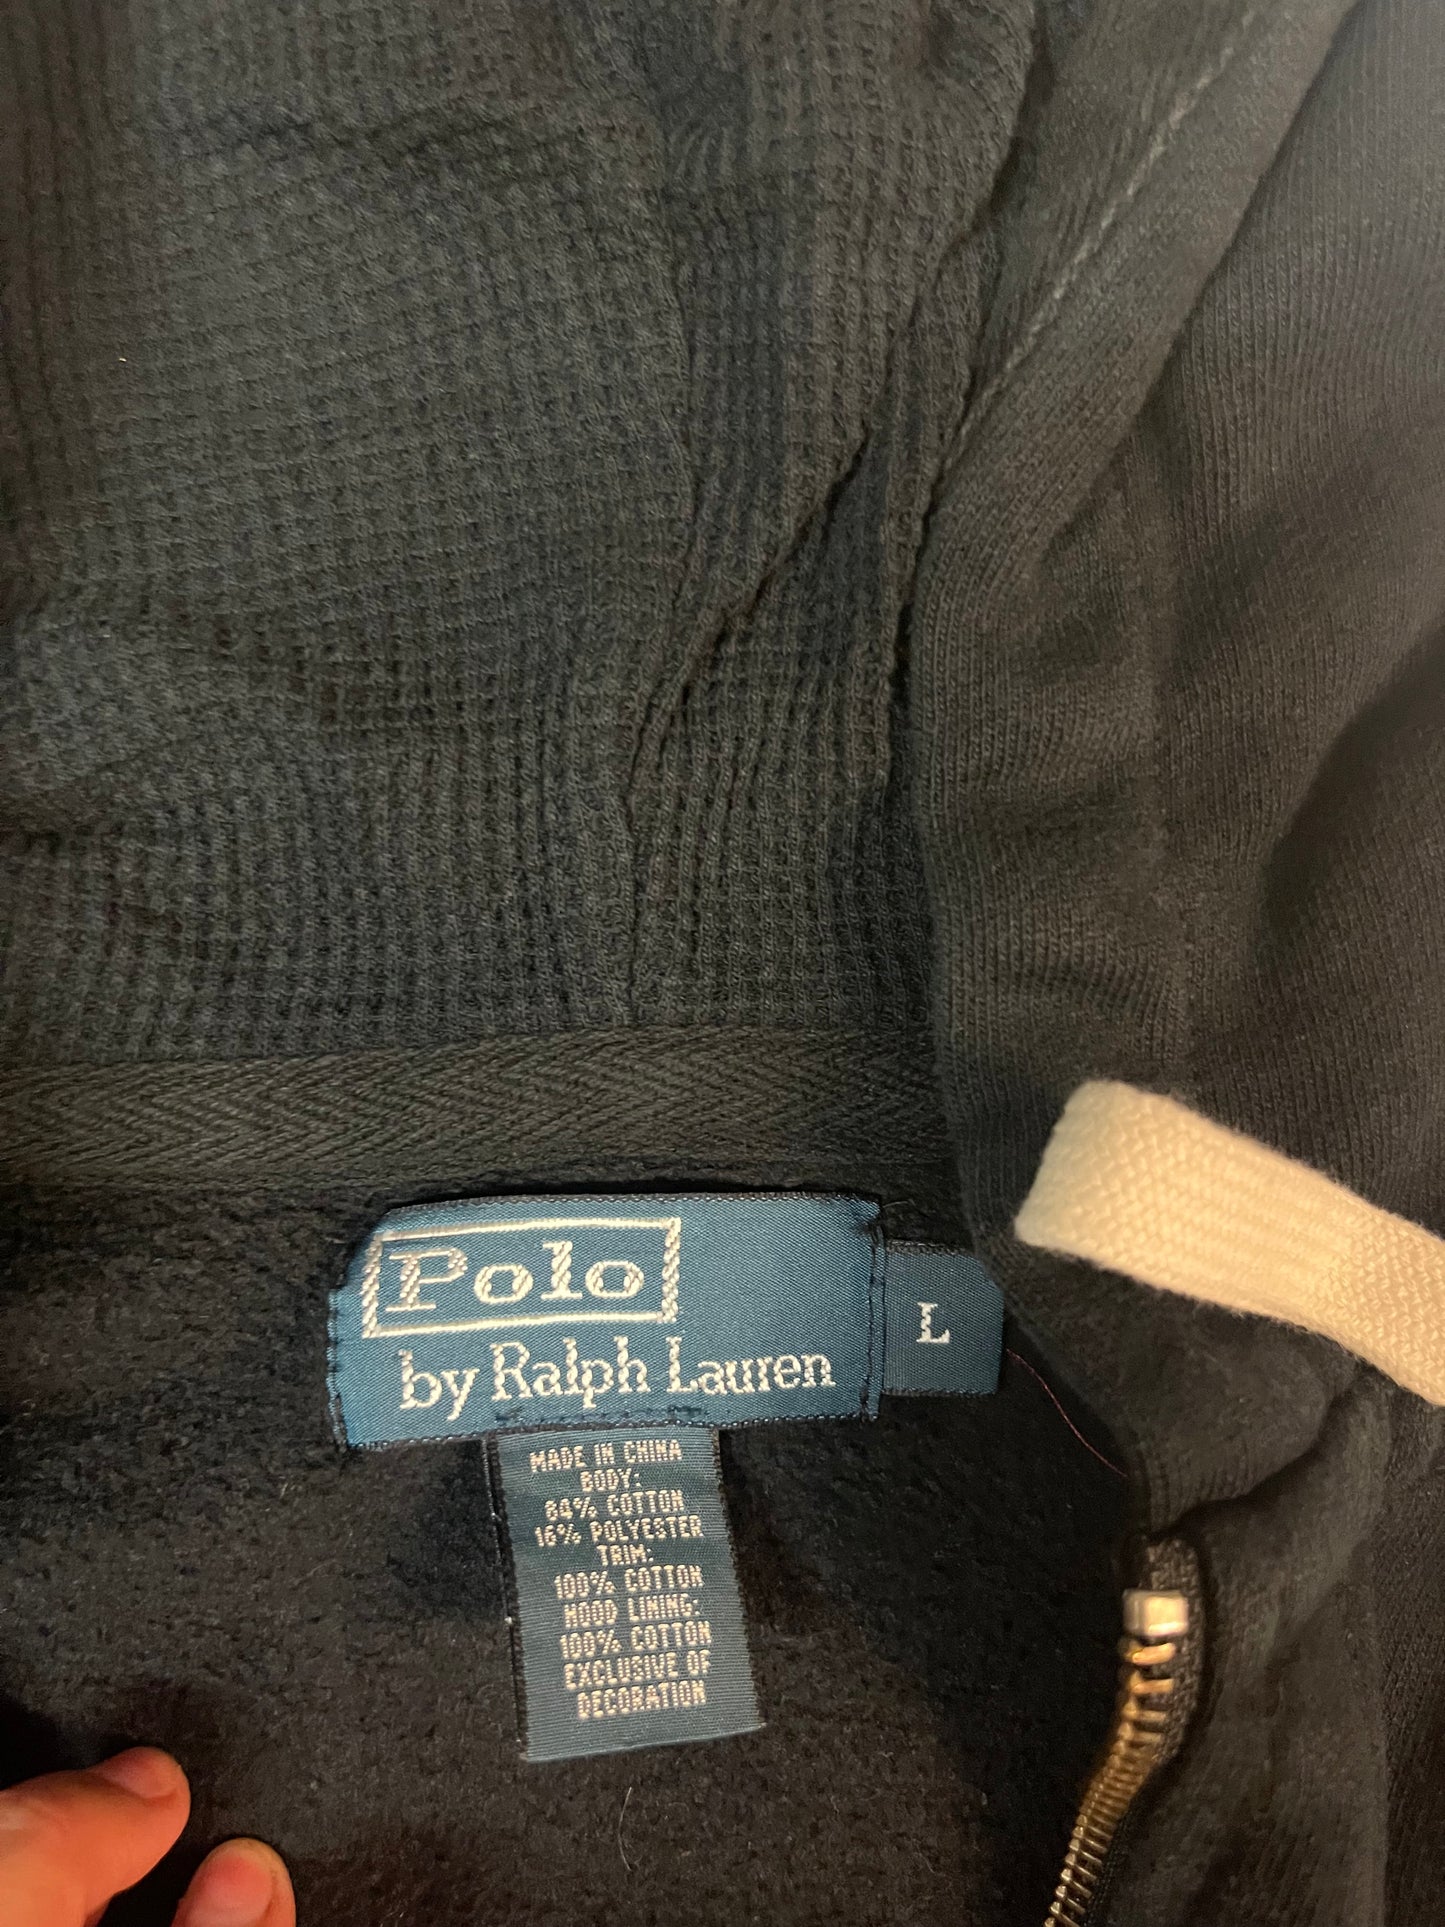 Polo
by Ralph Lauren
L
MADE IN CHINA
BODY:
84% COTTON
16% POLYESTER
TRIM:
100% COTTON
HOOD LINING:
100% COTTON
EXCLUSIVE OF
DECORATION